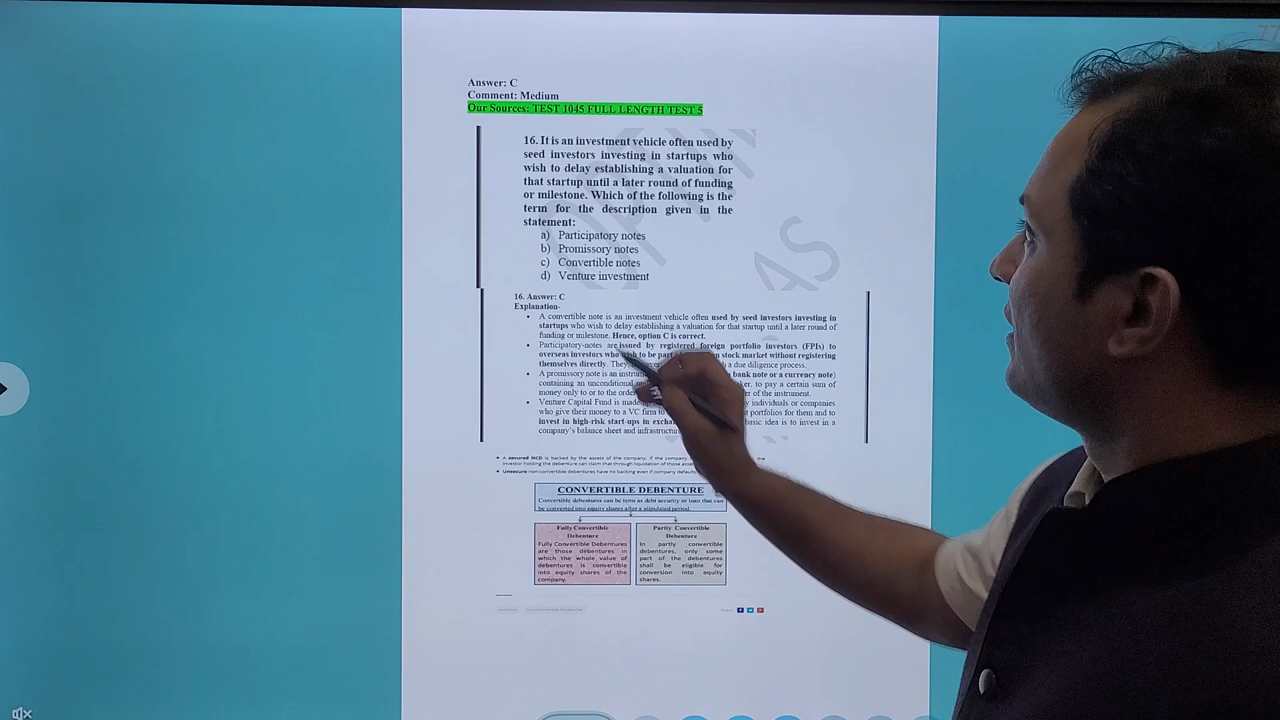 77
Answer: C
Comment: Medium
Our Sources: TEST 1045 FULL LENGTH TEST 5
16. It is an investment vehicle often used by
seed investors investing in startups who
wish to delay establishing a valuation for
that startup until a later round of funding
or milestone. Which of the following is the
term for the description given in the
statement:
a) Participatory notes
b) Promissory notes
c) Convertible notes
d) Venture investment
16. Answer: C
Explanation-
• A convertible note is an investment vehicle often used by seed investors investing in
startups who wish to delay establishing a valuation for that startup until a later round of
funding or milestone. Hence, option C is correct.
• Participatory-notes are issued by registered foreign portfolio investors (FPIs) to
overseas investors who wish to be part stock market without registering
themselves directly. They a due diligence process.
• A promissory note is an bank note or a currency note)
containing an unconditional to pay a certain sum of
money only to or to the order of the instrument.
• Venture Capital Fund is made individuals or companies
who give their money to a VC firm to portfolios for them and to
invest in high-risk start-ups in basic idea is to invest in a
company's balance sheet and
• A secured NCD is backed by the assets of the company. If the company the
investor holding the debenture can claim that through liquidation of those
• Unsecure non-convertible debentures have no backing even if company
CONVERTIBLE DEBENTURE
Convertible debentures can be term as debt security or loan that can
be converted into equity shares after a stipulated period.
Fully Convertible
Debenture
Fully Convertible Debentures
are those debentures in
which the whole value of
debentures is convertible
into equity shares of the
company.
Partly Convertible
Debenture
In partly convertible
debentures, only some
part of the debentures
shall be eligible for
conversion into equity
shares.